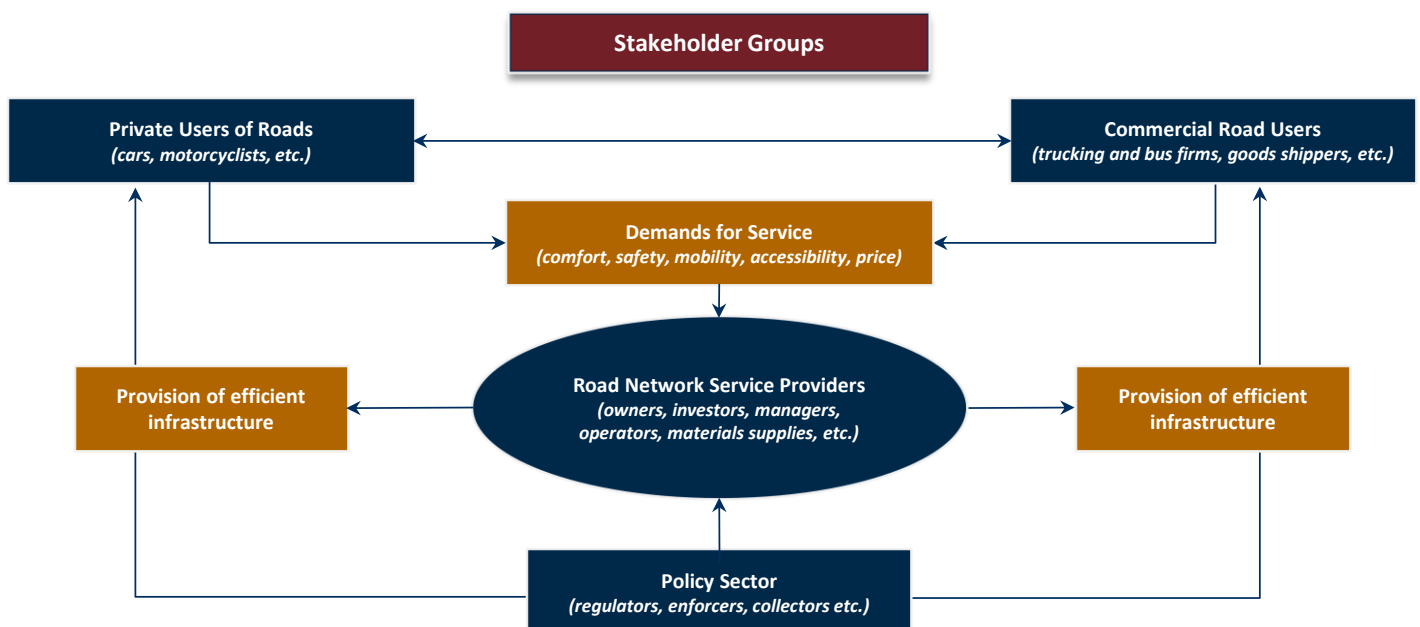 Stakeholder Groups
Private Users of Roads
(cars, motorcyclists, etc.)
Commercial Road Users
(trucking and bus firms, goods shippers, etc.)
Demands for Service
(comfort, safety, mobility, accessibility, price)
Provision of efficient
infrastructure
Road Network Service Providers
(owners, investors, managers,
operators, materials supplies, etc.)
Provision of efficient
infrastructure
Policy Sector
(regulators, enforcers, collectors etc.)